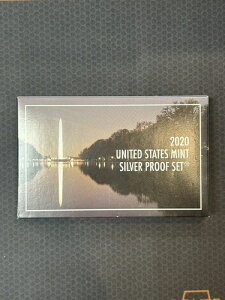 2020
UNITED STATES MINT
SILVER PROOF SET